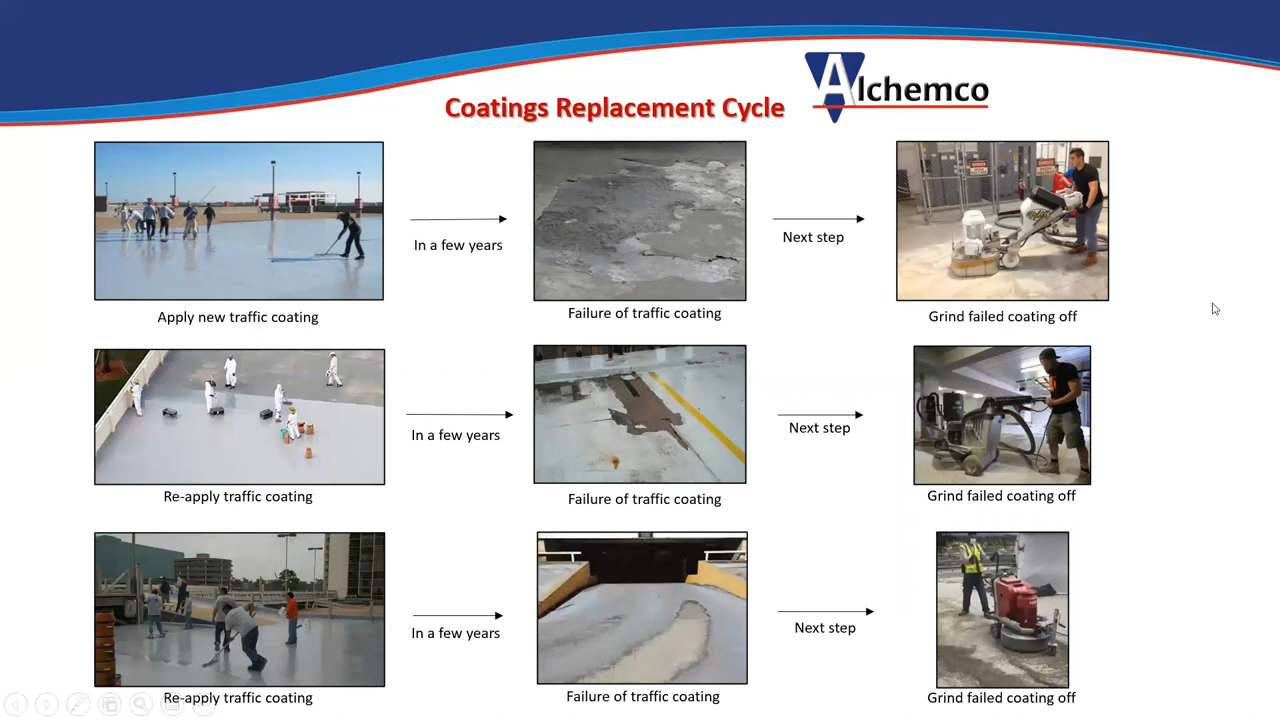 Alchemco
Coatings Replacement Cycle
In a few years
Next step
Apply new traffic coating
Failure of traffic coating
Grind failed coating off
In a few years
Next step
Re-apply traffic coating
Failure of traffic coating
Grind failed coating off
In a few years
Next step
Re-apply traffic coating
Failure of traffic coating
Grind failed coating off